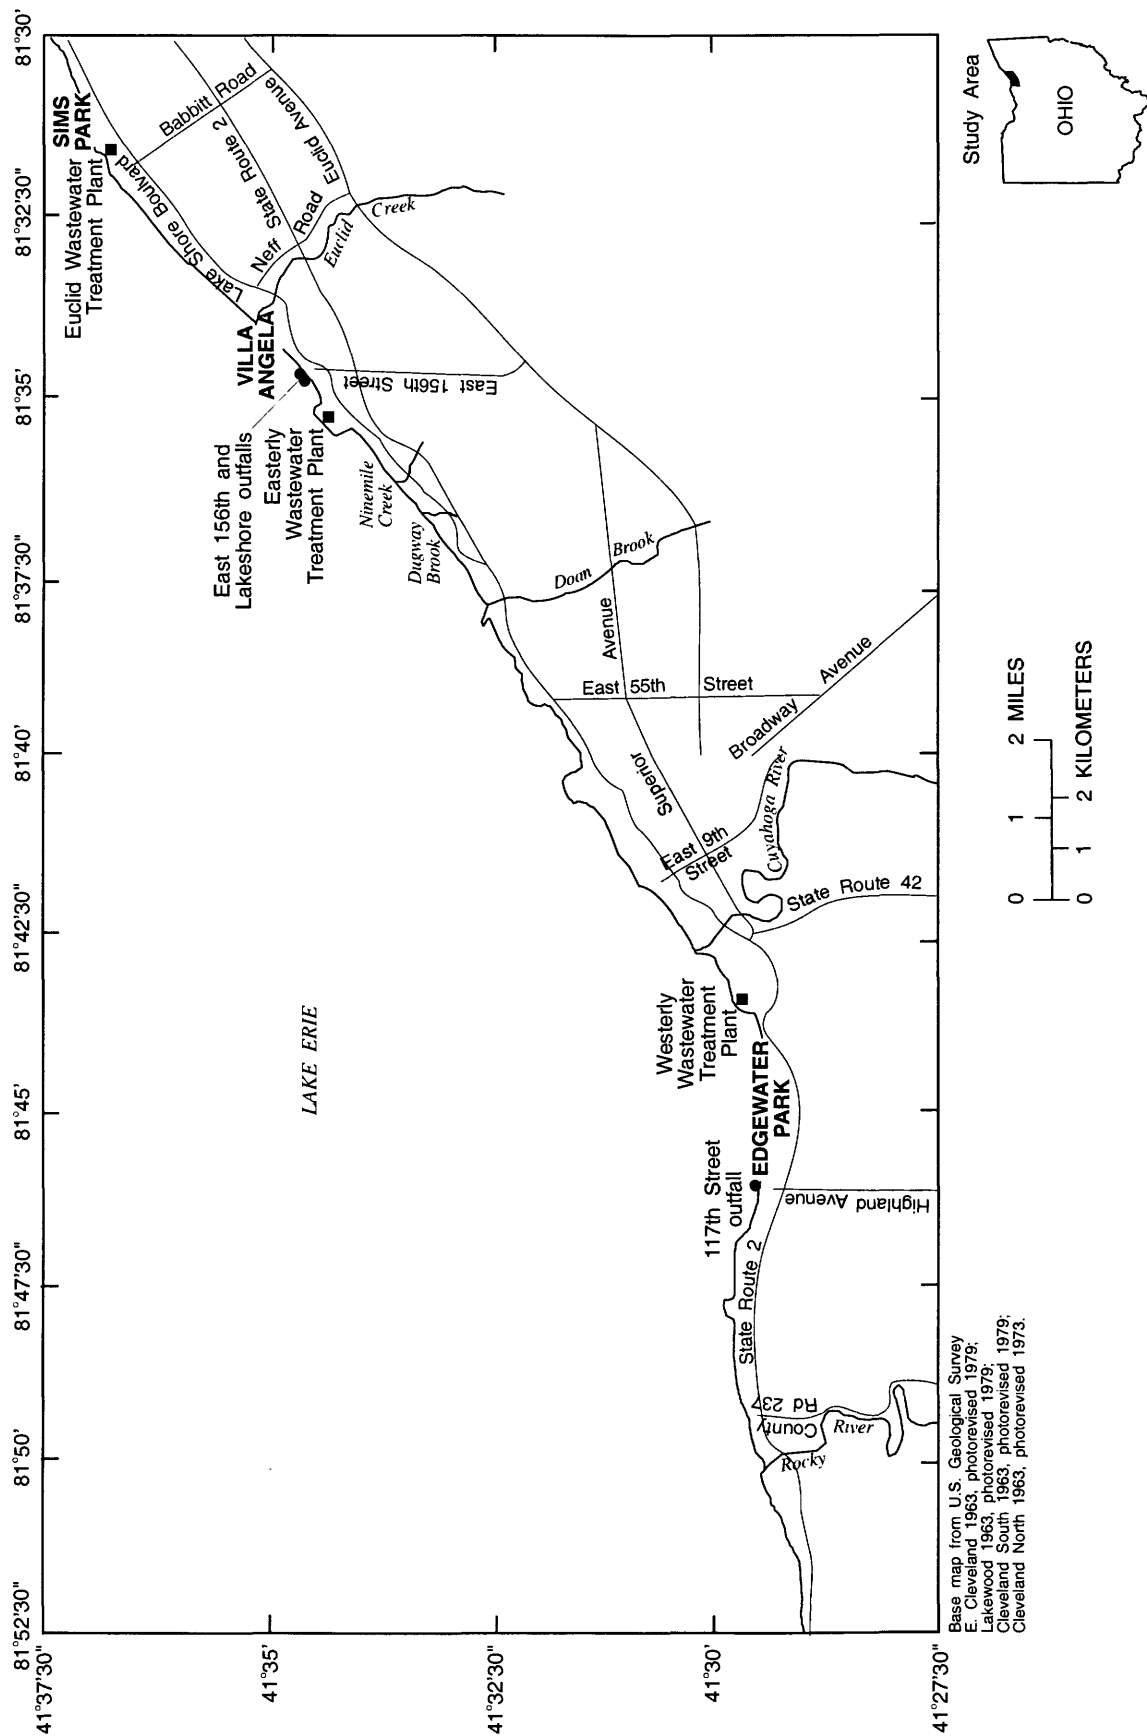 81°52'30"
81°50'
81°47'30"
81°45'
81°42'30"
81°40'
81°37'30"
81°35'
81°32'30"
81°30'
41°37'30"
41°35'
41°32'30"
41°30'
41°27'30"
SIMS
PARK
Euclid Wastewater
Treatment Plant
Lake Shore Boulvard
Babbitt Road
State Route 2
Euclid Avenue
Neff Road
Euclid Creek
VILLA
ANGELA
East 156th and
Lakeshore outfalls
Easterly
Wastewater
Treatment Plant
East 156th Street
Ninemile
Creek
Dugway
Brook
Doan Brook
LAKE ERIE
Superior Avenue
East 55th Street
Broadway Avenue
East 9th
Street
Cuyahoga River
State Route 42
Westerly
Wastewater
Treatment
Plant
EDGEWATER
PARK
117th Street
outfall
Highland Avenue
State Route 2
County
Rd 237
Rocky River
Base map from U.S. Geological Survey
E. Cleveland 1963, photorevised 1979;
Lakewood 1963, photorevised 1979;
Cleveland South 1963, photorevised 1979;
Cleveland North 1963, photorevised 1973.
0 1 2 MILES
0 1 2 KILOMETERS
Study Area
OHIO